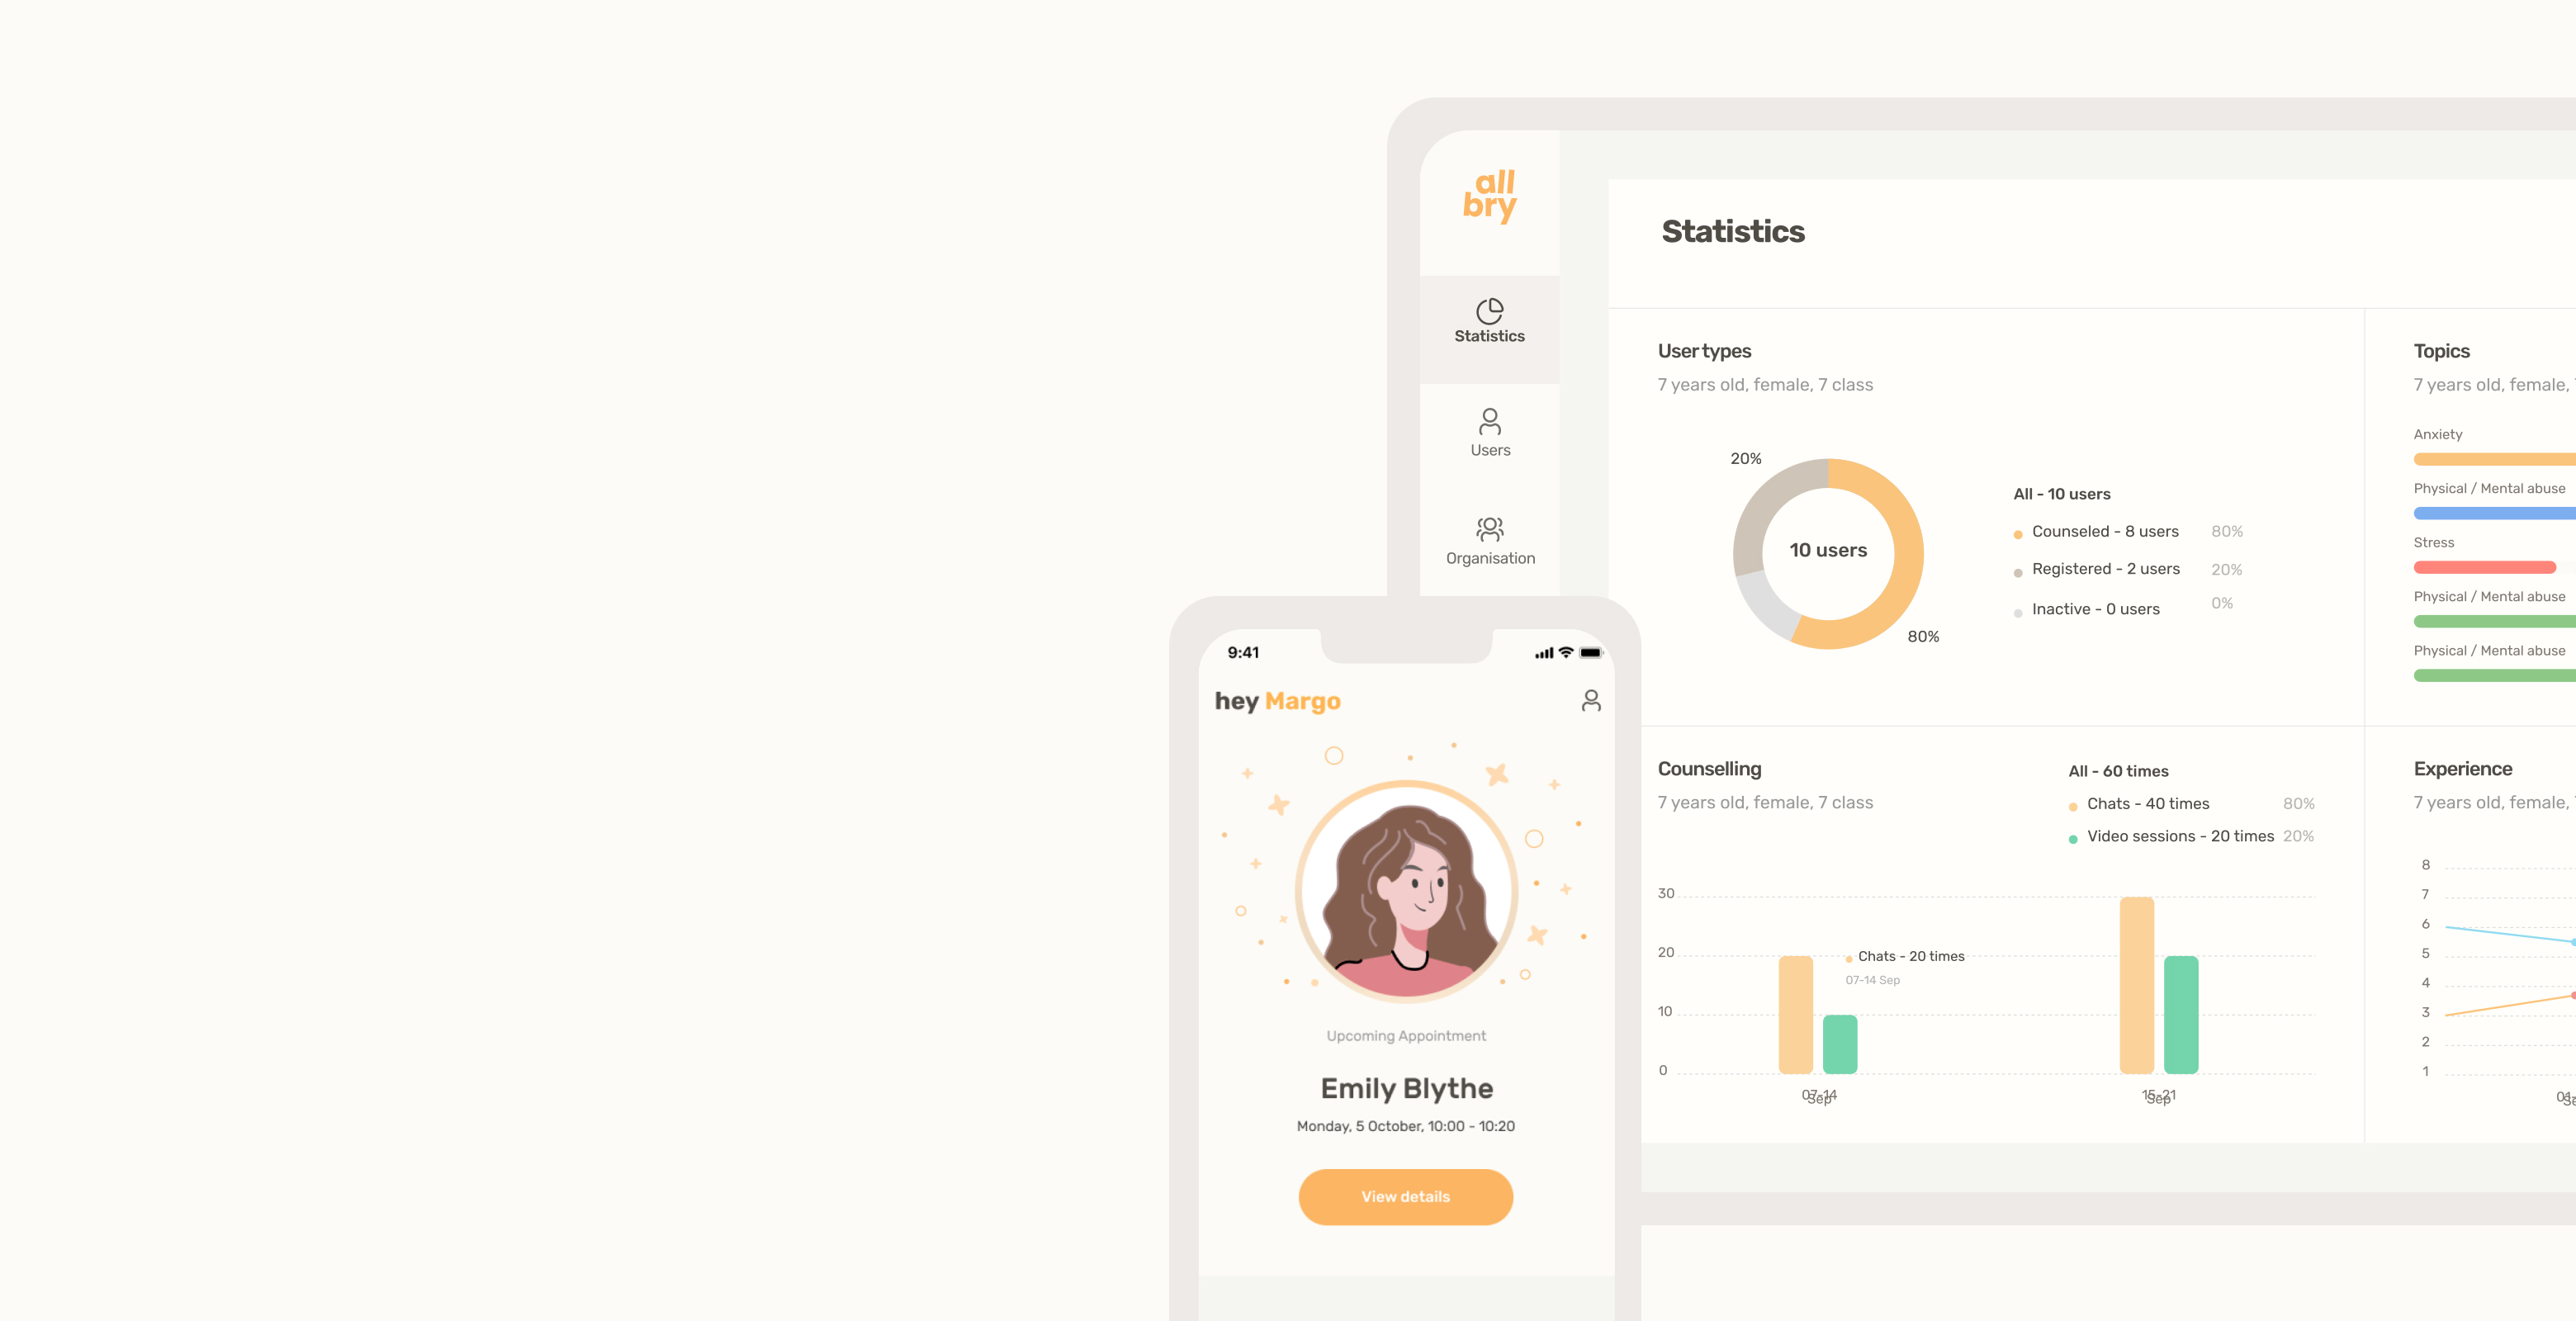 all
bry
Statistics
Users
Organisation
Statistics
User types
7 years old, female, 7 class
20%
10 users
80%
All - 10 users
Counseled - 8 users 80%
Registered - 2 users 20%
Inactive - 0 users 0%
Topics
7 years old, female,
Anxiety
Physical / Mental abuse
Stress
Physical / Mental abuse
Physical / Mental abuse
Counselling
7 years old, female, 7 class
All - 60 times
Chats - 40 times 80%
Video sessions - 20 times 20%
30
20
10
0
Chats - 20 times
07-14 Sep
07-14
Sep
15-21
Sep
Experience
7 years old, female,
8
7
6
5
4
3
2
1
9:41
hey Margo
Upcoming Appointment
Emily Blythe
Monday, 5 October, 10:00 - 10:20
View details